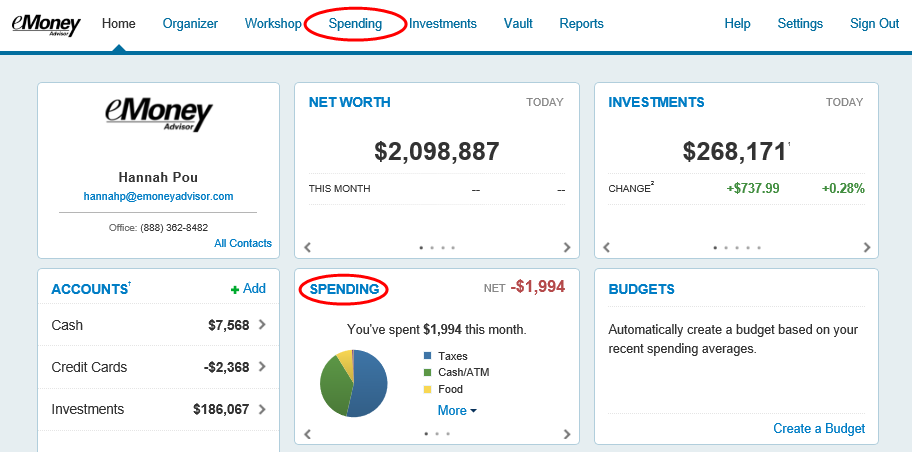 eMoney Advisor
Home Organizer Workshop Spending Investments Vault Reports Help Settings Sign Out
eMoney
Advisor
Hannah Pou
hannahp@emoneyadvisor.com
Office: (888) 362-8482
All Contacts
NET WORTH TODAY
$2,098,887
THIS MONTH -- --
INVESTMENTS TODAY
$268,171¹
CHANGE² +$737.99 +0.28%
ACCOUNTS† + Add
Cash $7,568
Credit Cards -$2,368
Investments $186,067
SPENDING NET -$1,994
You've spent $1,994 this month.
Taxes
Cash/ATM
Food
More
BUDGETS
Automatically create a budget based on your
recent spending averages.
Create a Budget